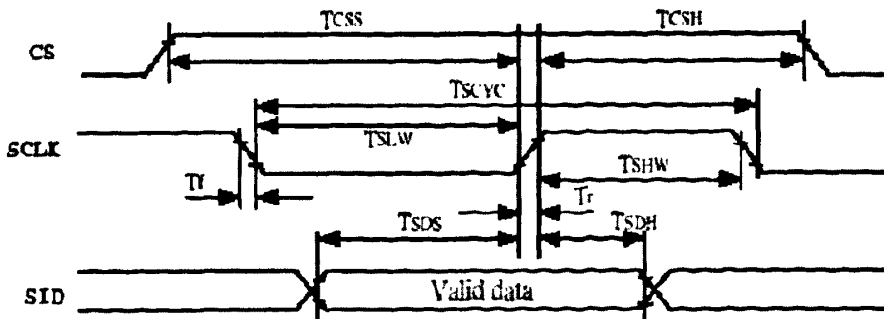 TCSS TCSH
CS
TSCYC
TSLW
SCLK
TSHW
Tf
Tr
TSDS TSDH
SID Valid data